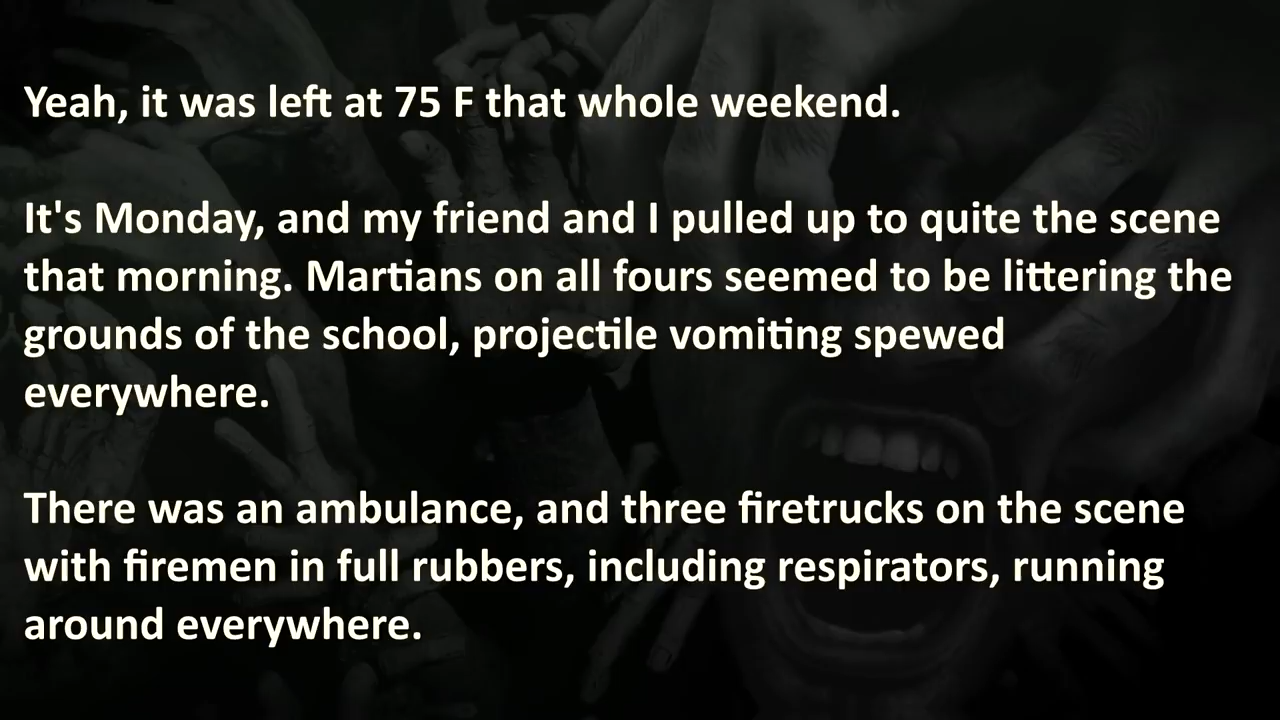 Yeah, it was left at 75 F that whole weekend.
It's Monday, and my friend and I pulled up to quite the scene
that morning. Martians on all fours seemed to be littering the
grounds of the school, projectile vomiting spewed
everywhere.
There was an ambulance, and three firetrucks on the scene
with firemen in full rubbers, including respirators, running
around everywhere.